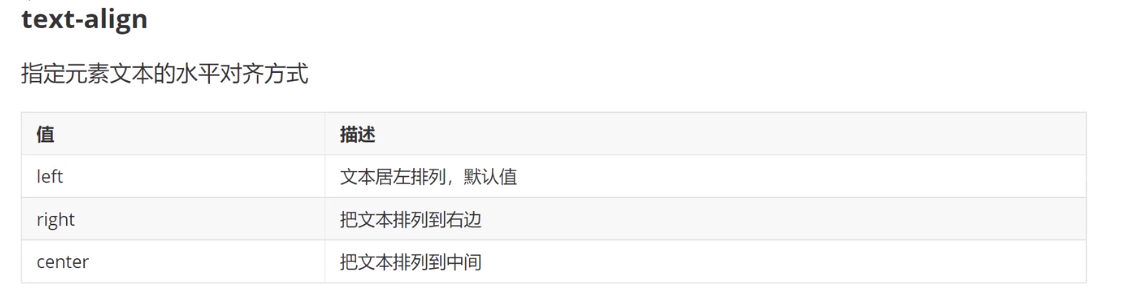 text-align
指定元素文本的水平对齐方式
值 描述
left 文本居左排列，默认值
right 把文本排列到右边
center 把文本排列到中间